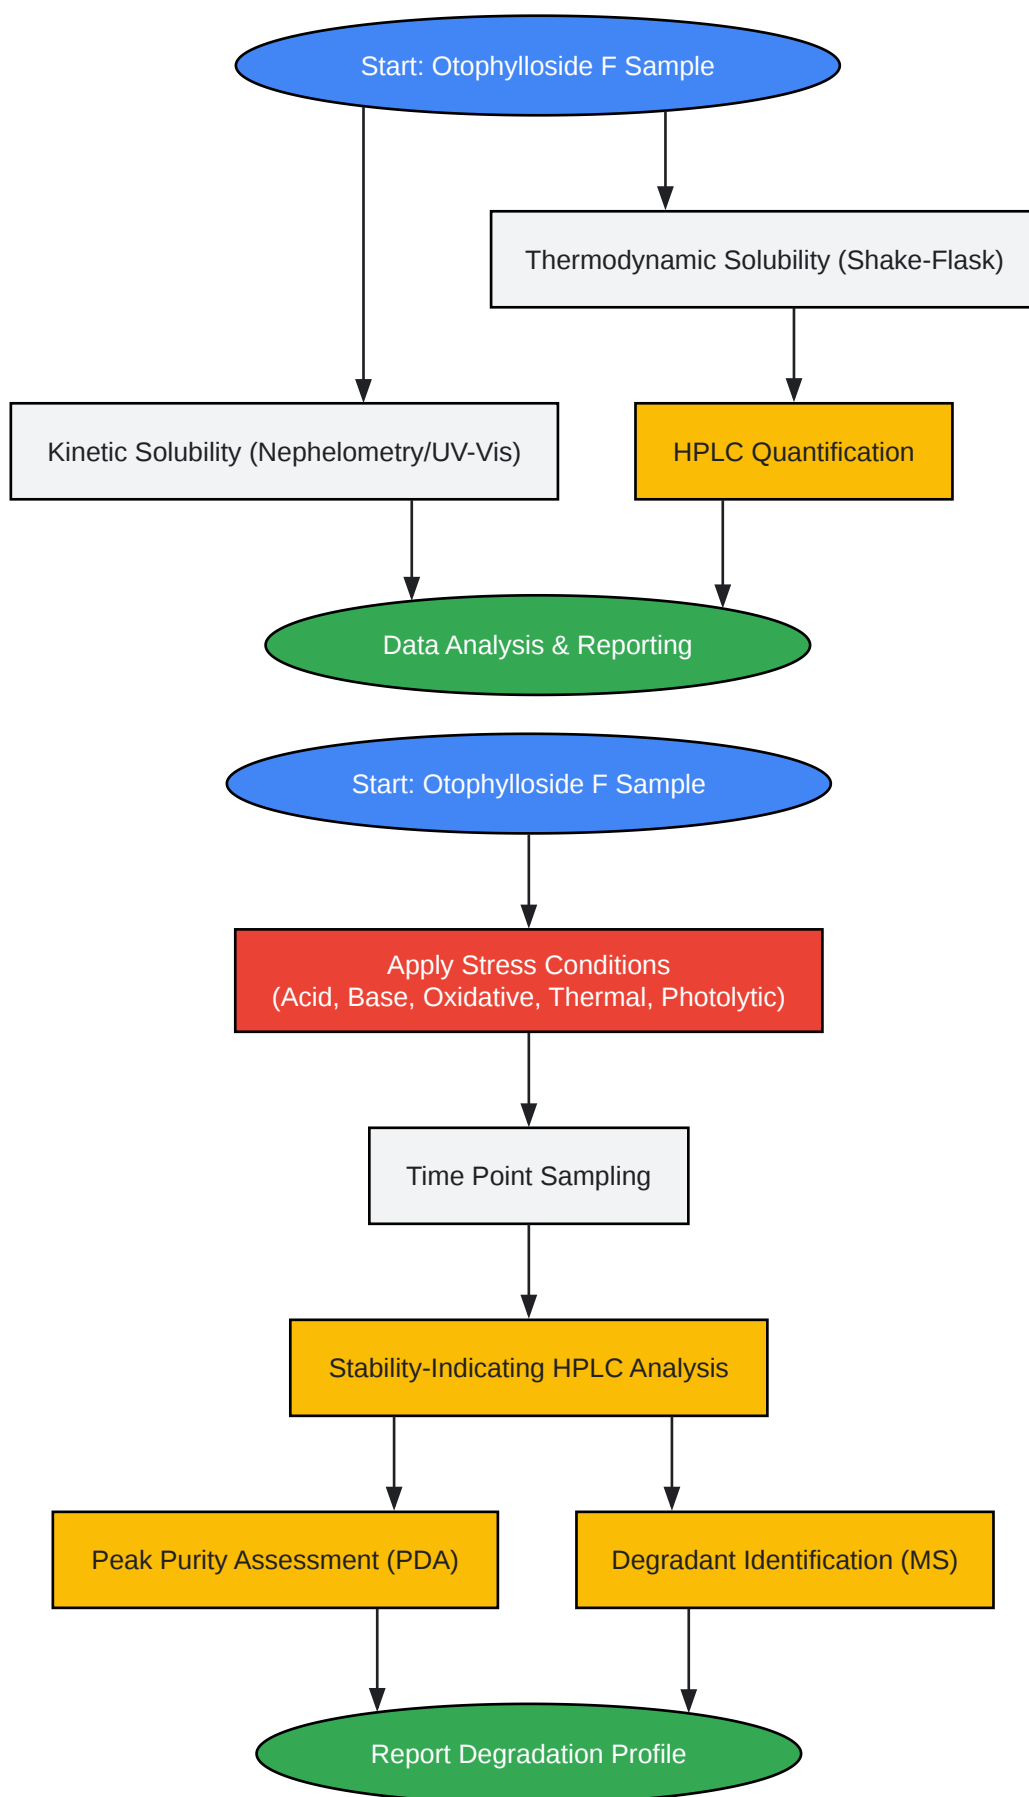 Start: Otophylloside F Sample
Thermodynamic Solubility (Shake-Flask)
Kinetic Solubility (Nephelometry/UV-Vis)
HPLC Quantification
Data Analysis & Reporting
Start: Otophylloside F Sample
Apply Stress Conditions
(Acid, Base, Oxidative, Thermal, Photolytic)
Time Point Sampling
Stability-Indicating HPLC Analysis
Peak Purity Assessment (PDA)
Degradant Identification (MS)
Report Degradation Profile